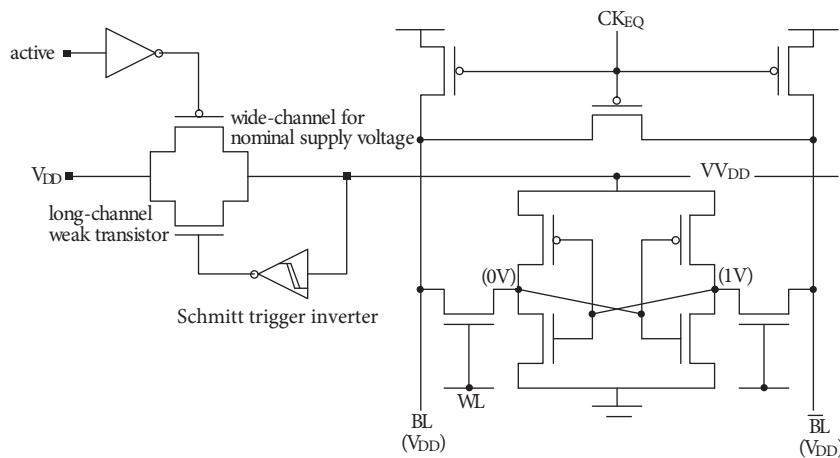 active
CK_EQ
wide-channel for
nominal supply voltage
V_DD
VV_DD
long-channel
weak transistor
(0V)
(1V)
Schmitt trigger inverter
WL
BL
(V_DD)
B̅L̅
(V_DD)